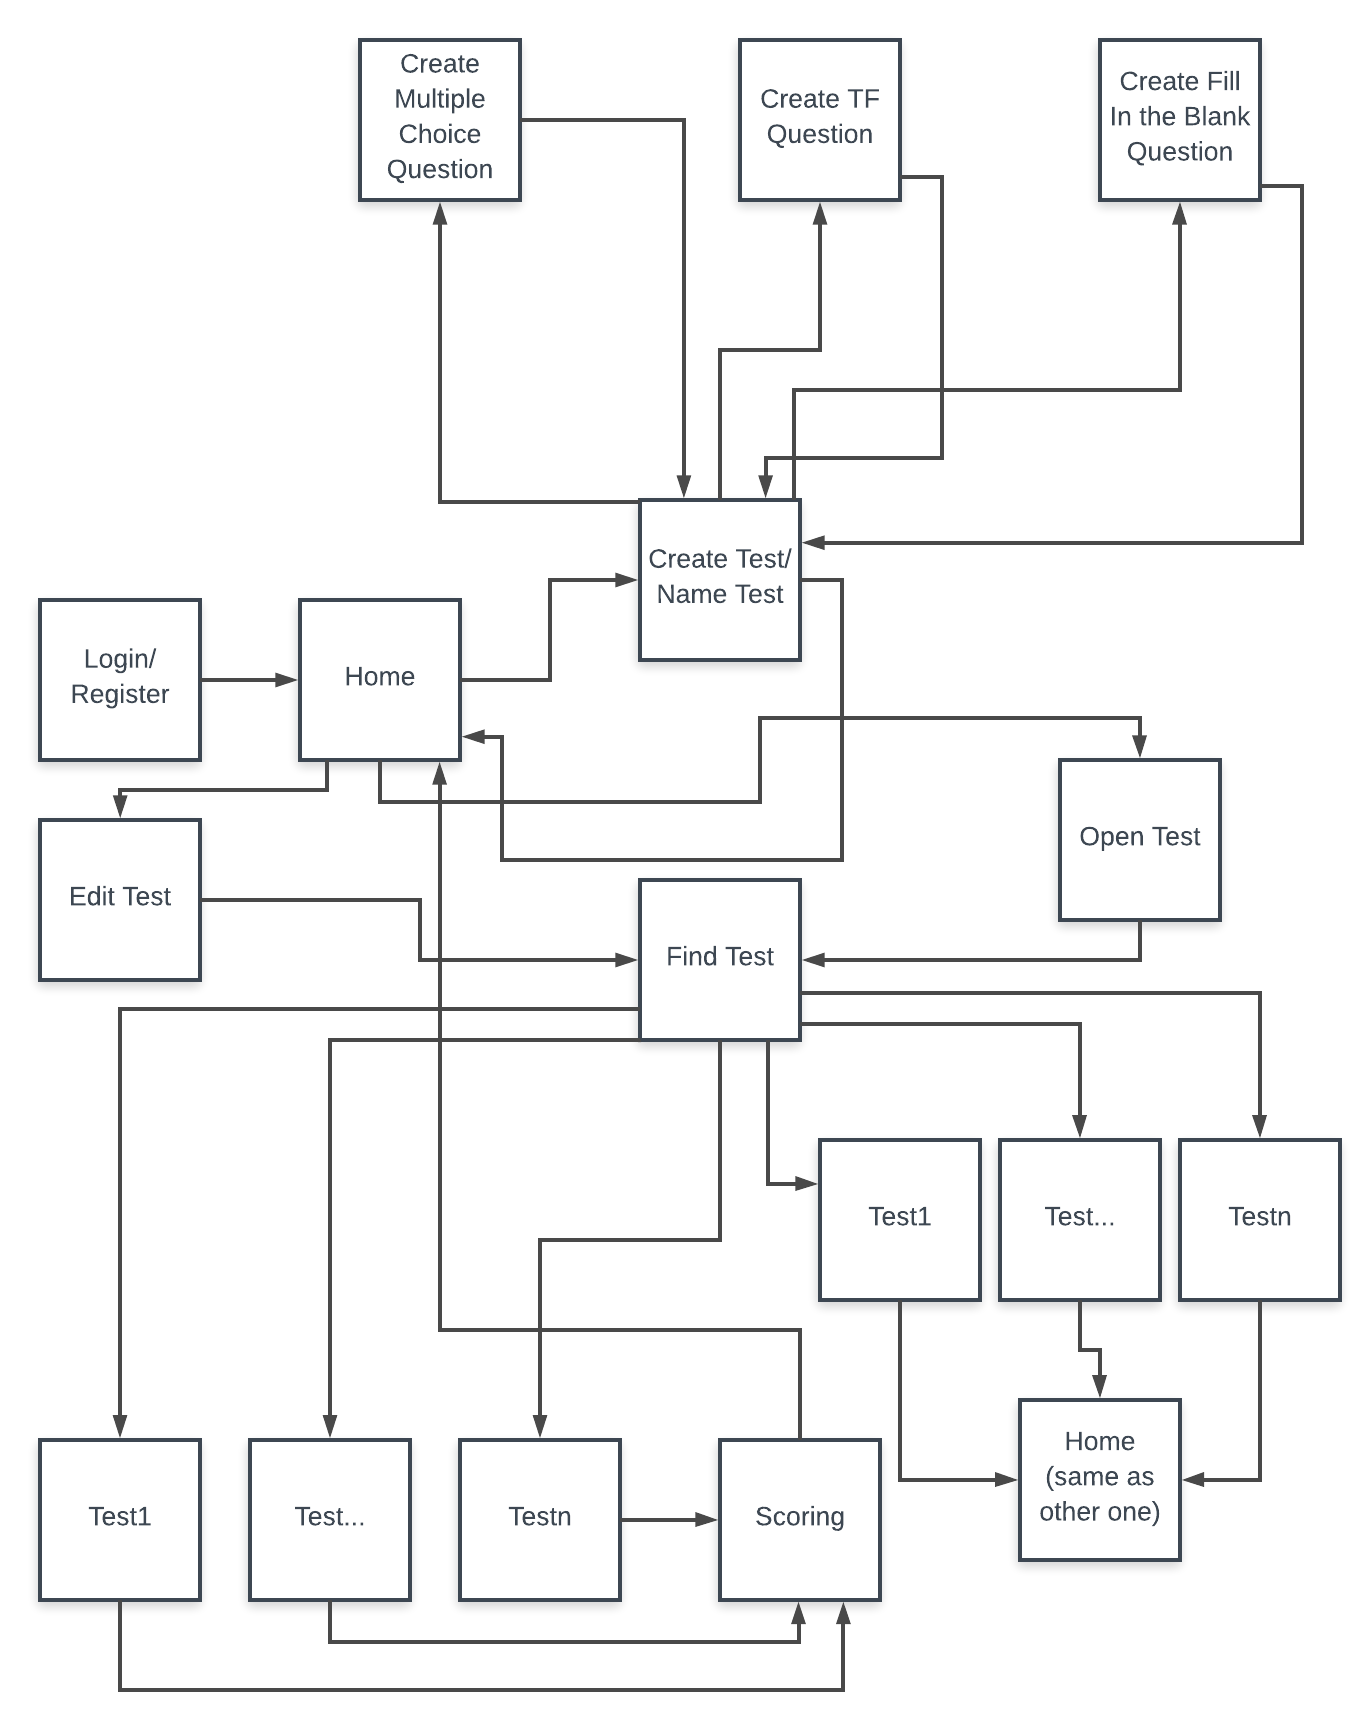 Create
Multiple
Choice
Question
Create TF
Question
Create Fill
In the Blank
Question
Create Test/
Name Test
Login/
Register
Home
Open Test
Edit Test
Find Test
Test1
Test...
Testn
Home
(same as
other one)
Test1
Test...
Testn
Scoring